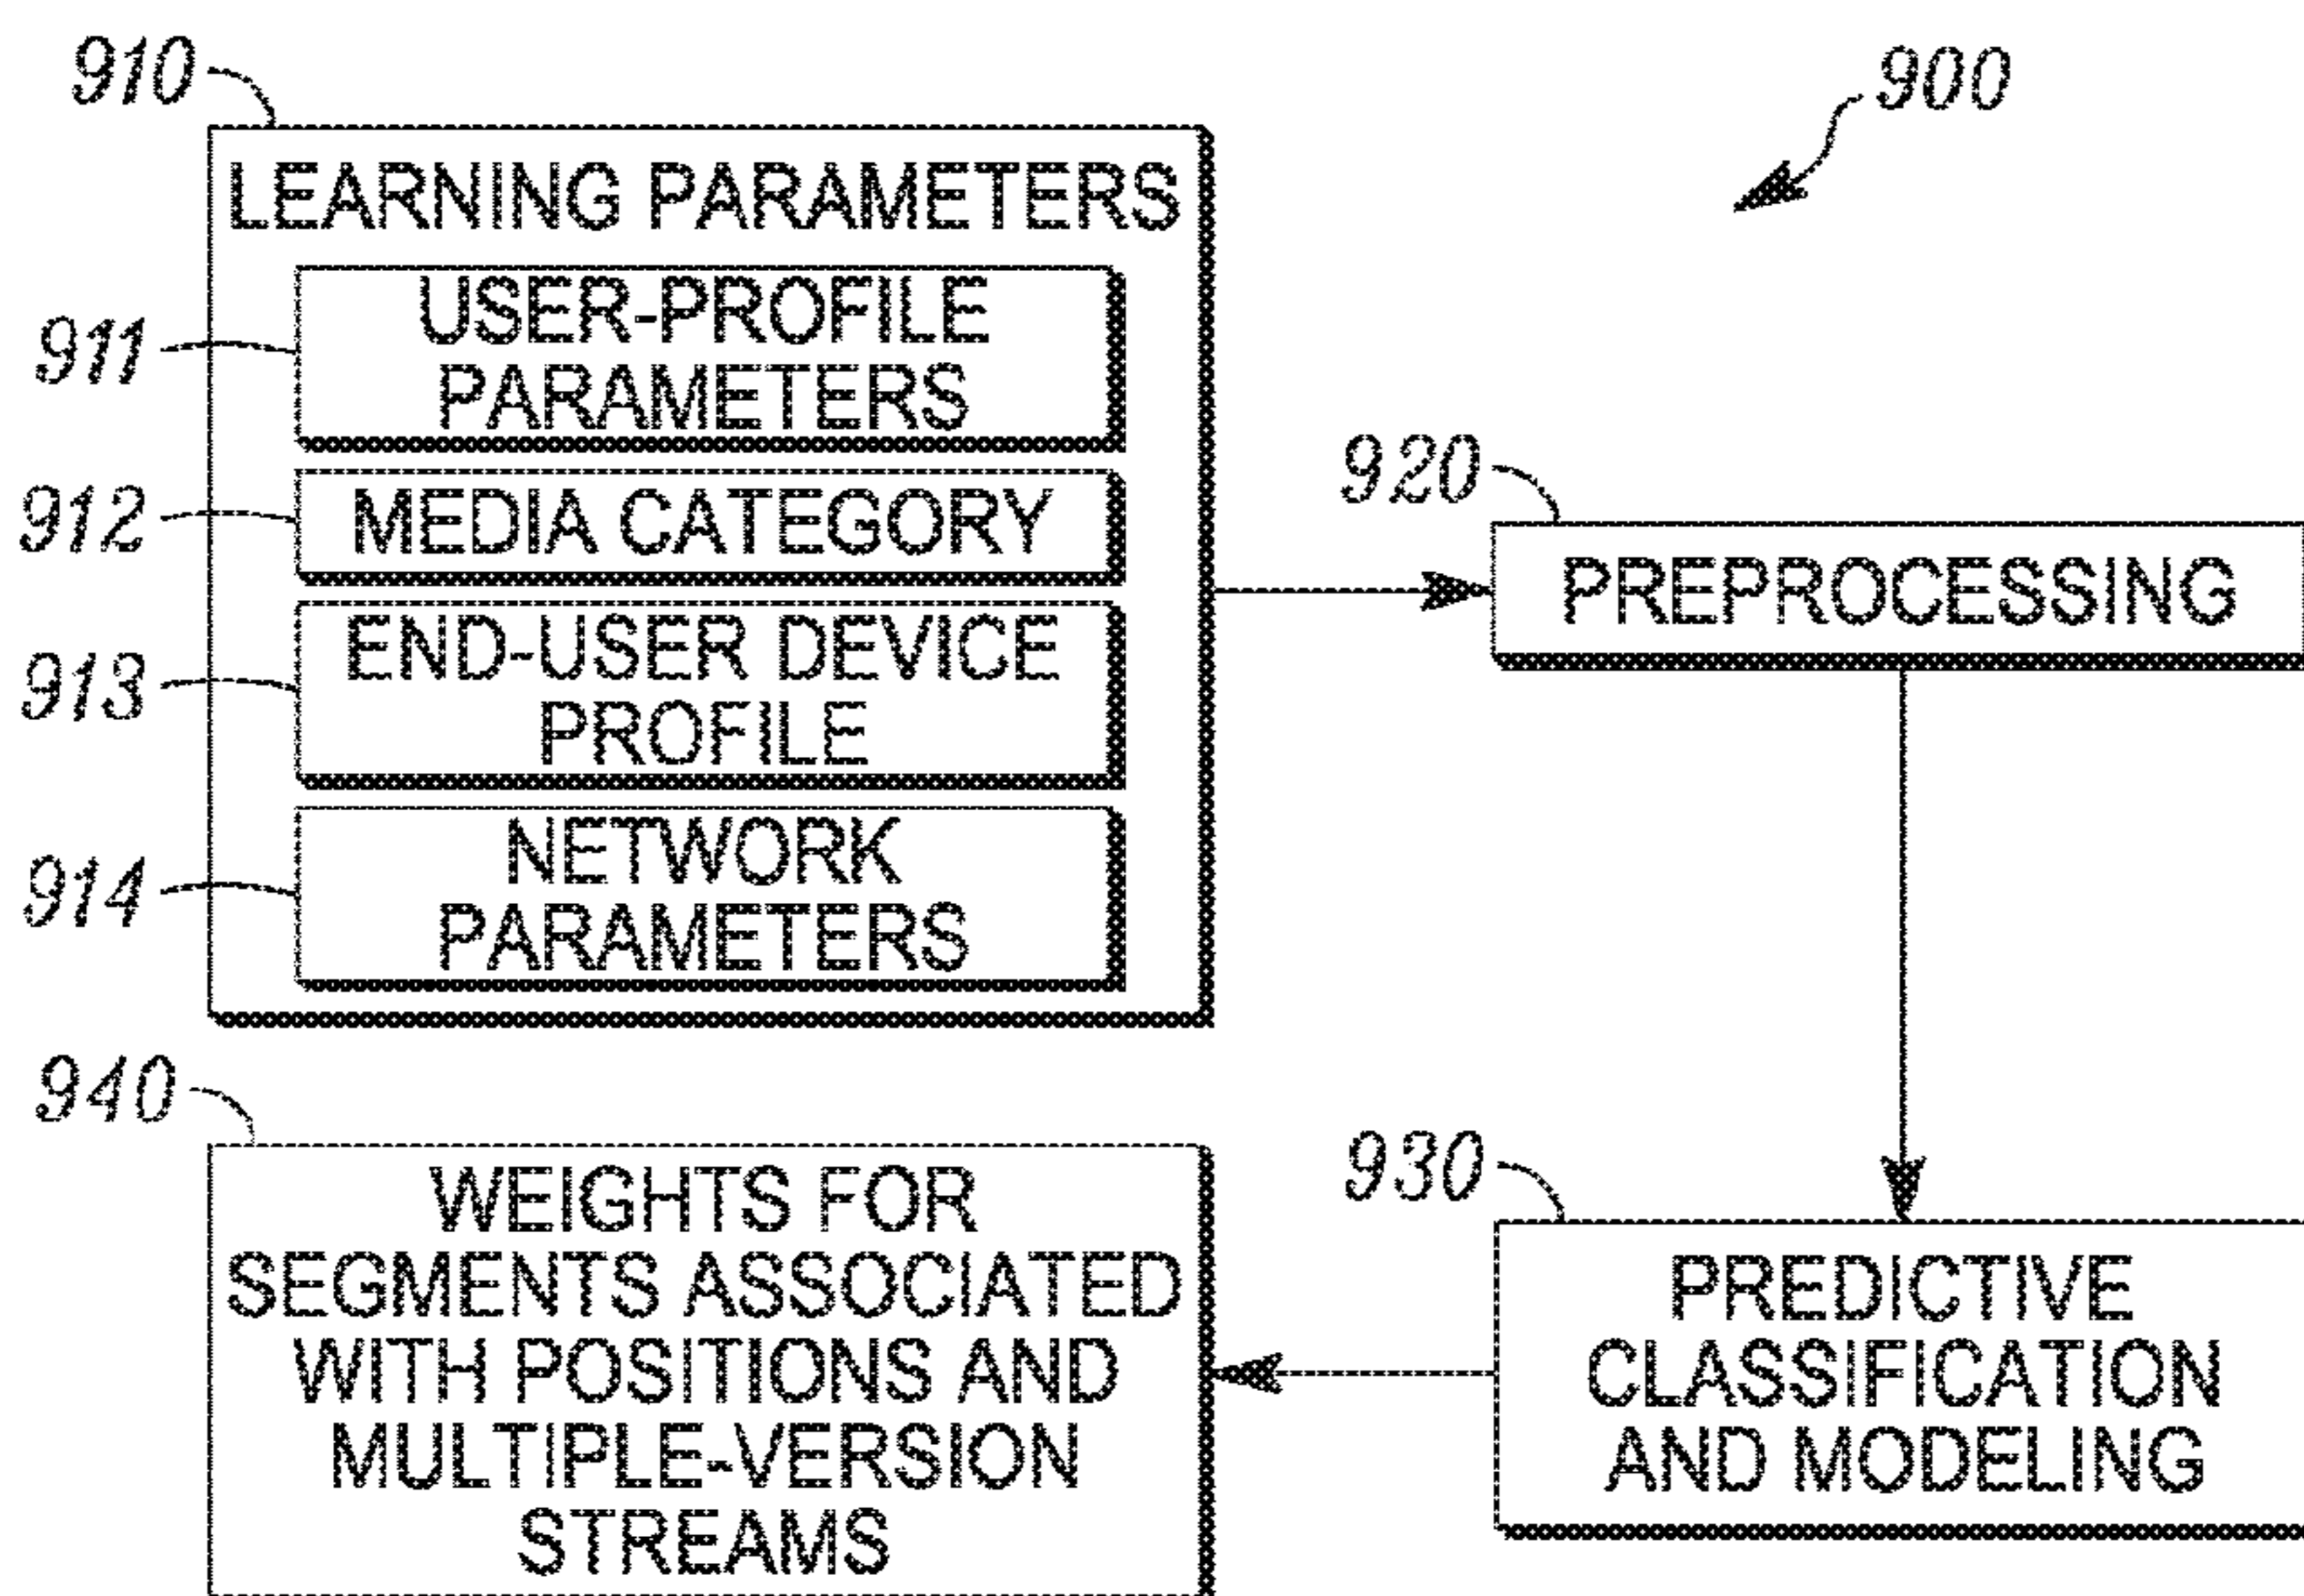 910
900
LEARNING PARAMETERS
911
USER-PROFILE
PARAMETERS
912
MEDIA CATEGORY
913
END-USER DEVICE
PROFILE
914
NETWORK
PARAMETERS
920
PREPROCESSING
940
WEIGHTS FOR
SEGMENTS ASSOCIATED
WITH POSITIONS AND
MULTIPLE-VERSION
STREAMS
930
PREDICTIVE
CLASSIFICATION
AND MODELING